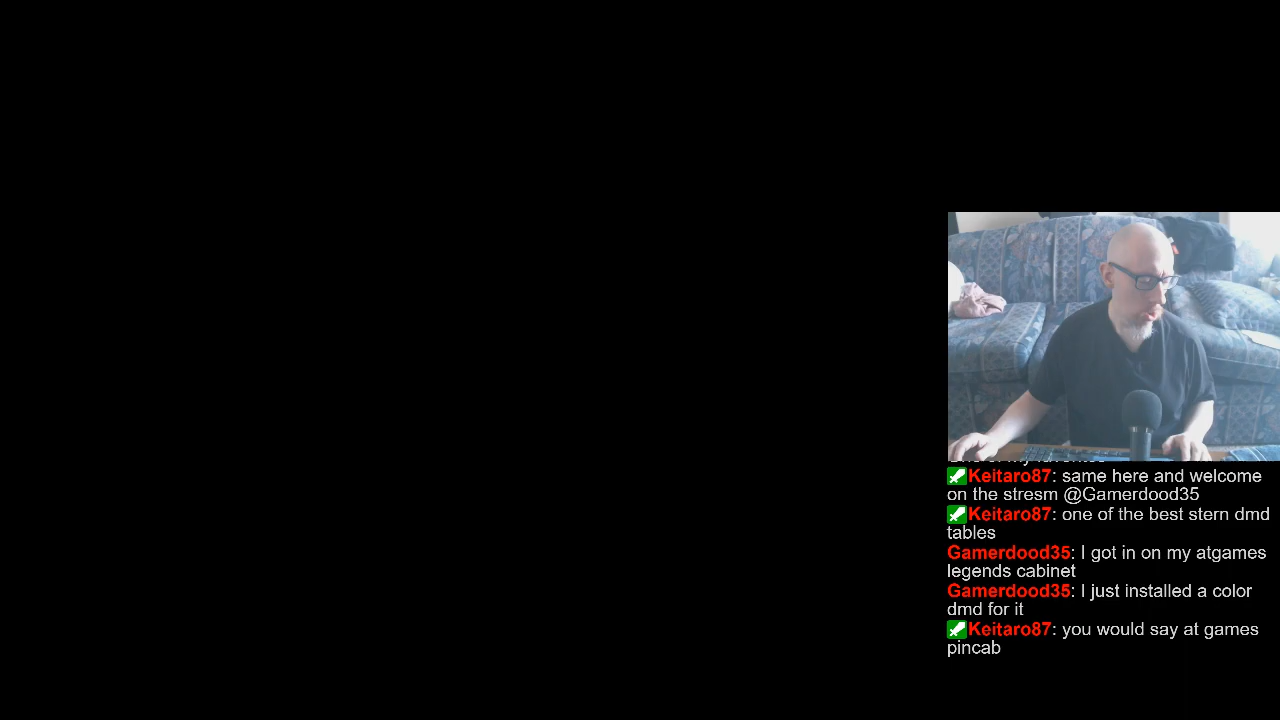 Keitaro87: same here and welcome
on the stresm @Gamerdood35
Keitaro87: one of the best stern dmd
tables
Gamerdood35: I got in on my atgames
legends cabinet
Gamerdood35: I just installed a color
dmd for it
Keitaro87: you would say at games
pincab